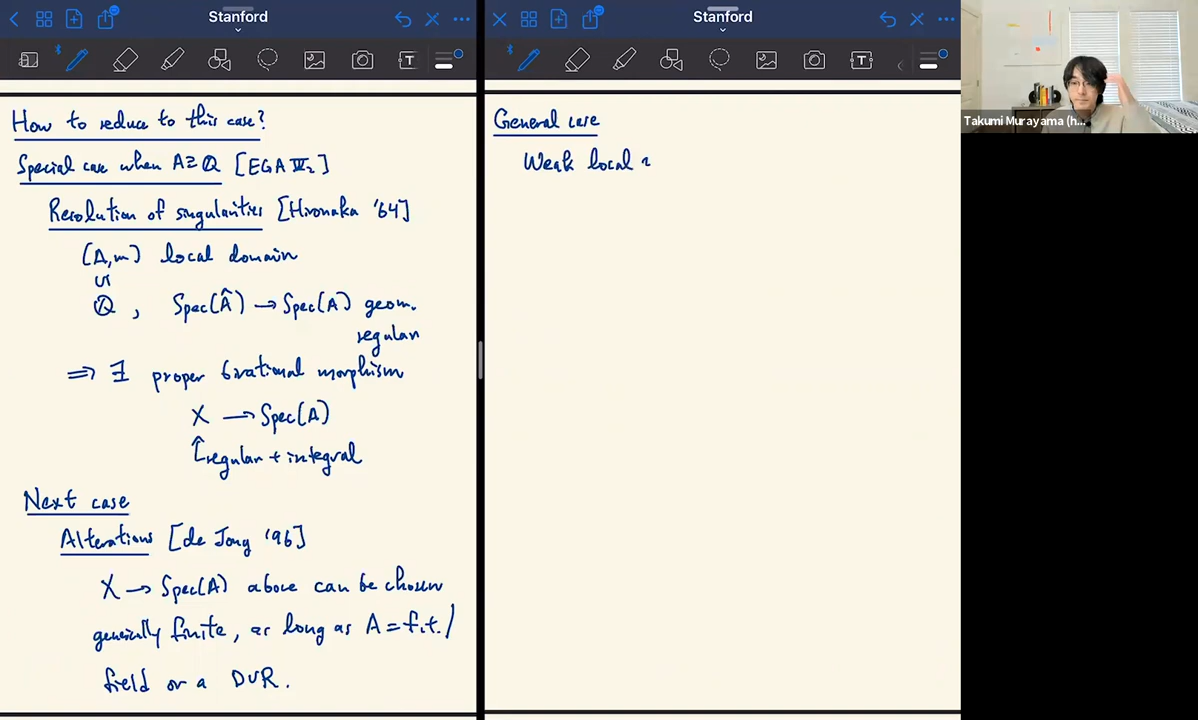 Stanford
How to reduce to this case?
Special case when A ⊇ ℚ [EGA IV₂]
Resolution of singularities [Hironaka '64]
(A,m) local domain
∪I
ℚ , Spec(Â) → Spec(A) geom.
regular
⇒ ∃ proper birational morphism
X → Spec(A)
↑regular + integral
Next case
Alterations [de Jong '96]
X → Spec(A) above can be chosen
generically finite, as long as A = f.t./
field or a DVR.
Stanford
General case
Weak local
Takumi Murayama (h...